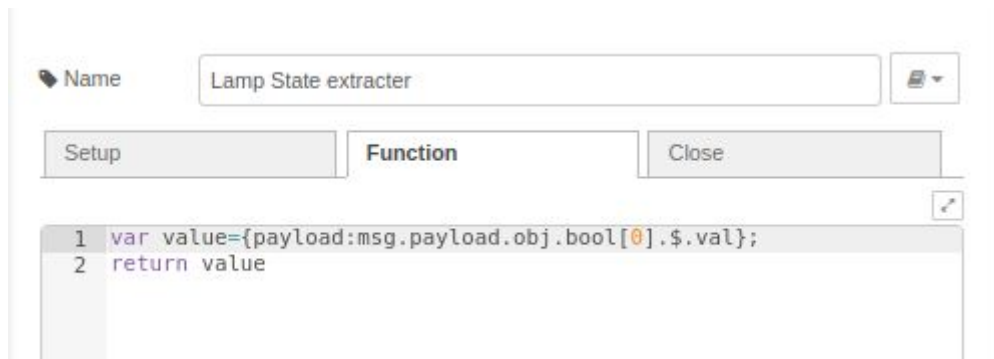 Name
Lamp State extracter
Setup
Function
Close
1 var value={payload:msg.payload.obj.bool[0].$.val};
2 return value